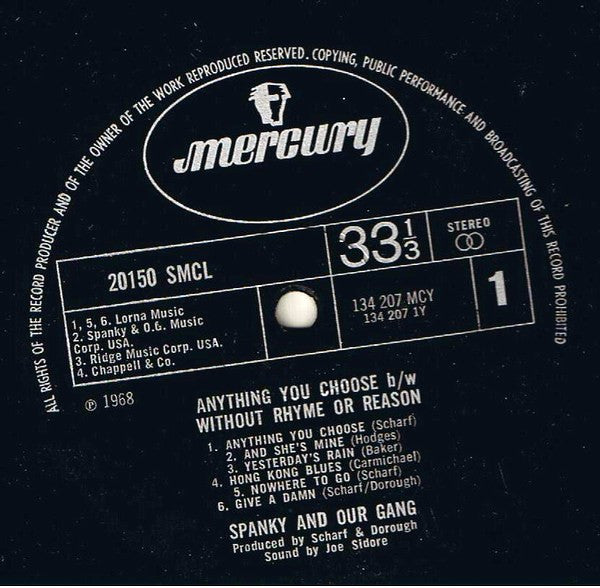 ALL RIGHTS OF THE RECORD PRODUCER AND OF THE OWNER OF THE WORK REPRODUCED RESERVED. COPYING, PUBLIC PERFORMANCE AND BROADCASTING OF THIS RECORD PROHIBITED
mercury
20150 SMCL
33 1/3
STEREO
1, 5, 6. Lorna Music
2. Spanky & O.G. Music
Corp. USA.
3. Ridge Music Corp. USA.
4. Chappell & Co.
134 207 MCY
134 207 1Y
1
℗ 1968
ANYTHING YOU CHOOSE b/w
WITHOUT RHYME OR REASON
1. ANYTHING YOU CHOOSE (Scharf)
2. AND SHE'S MINE (Hodges)
3. YESTERDAY'S RAIN (Baker)
4. HONG KONG BLUES (Carmichael)
5. NOWHERE TO GO (Scharf)
6. GIVE A DAMN (Scharf/Dorough)
SPANKY AND OUR GANG
Produced by Scharf & Dorough
Sound by Joe Sidore